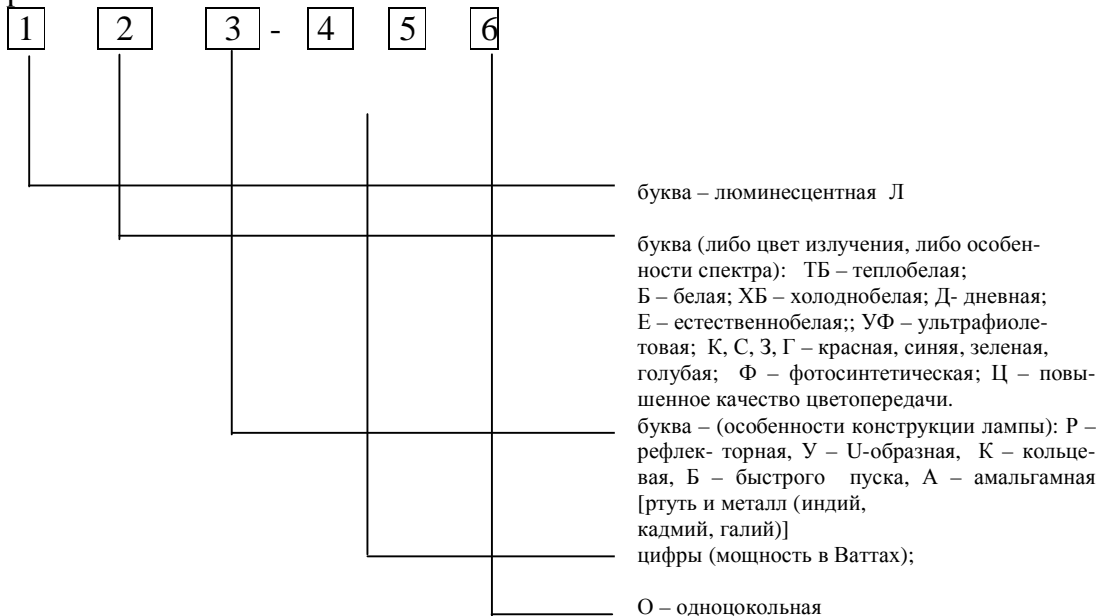 1 2 3 - 4 5 6
буква – люминесцентная Л
буква (либо цвет излучения, либо особен-
ности спектра): ТБ – теплобелая;
Б – белая; ХБ – холоднобелая; Д- дневная;
Е – естественнобелая;; УФ – ультрафиоле-
товая; К, С, З, Г – красная, синяя, зеленая,
голубая; Ф – фотосинтетическая; Ц – повы-
шенное качество цветопередачи.
буква – (особенности конструкции лампы): Р –
рефлек- торная, У – U-образная, К – кольце-
вая, Б – быстрого пуска, А – амальгамная
[ртуть и металл (индий,
кадмий, галий)]
цифры (мощность в Ваттах);
О – одноцокольная